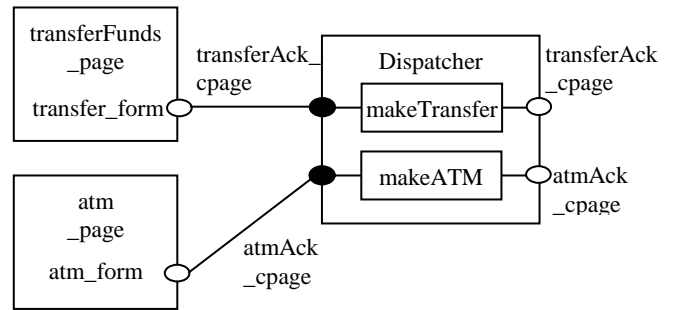 transferFunds
_page
transfer_form
transferAck_
cpage
Dispatcher
makeTransfer
makeATM
transferAck
_cpage
atmAck
_cpage
atm
_page
atm_form
atmAck
_cpage